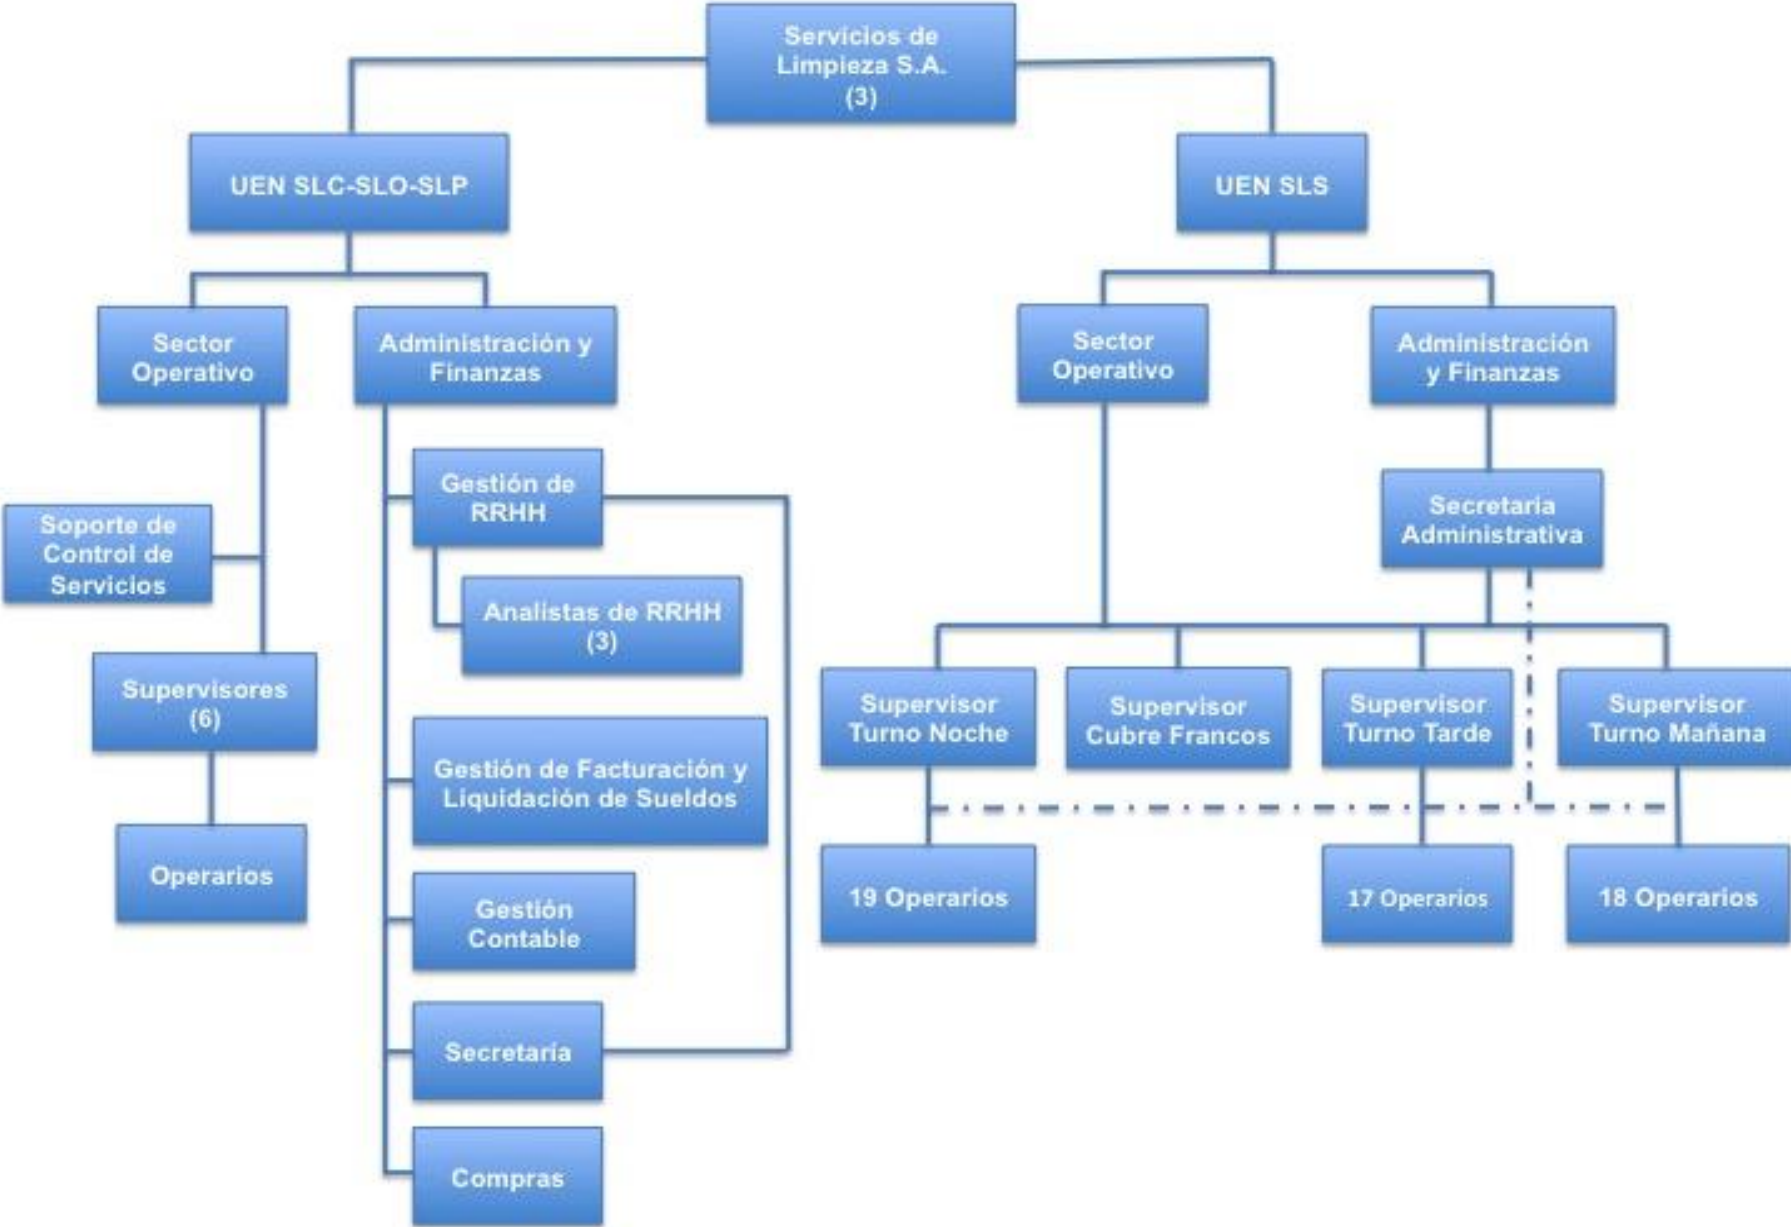 Servicios de
Limpieza S.A.
(3)
UEN SLC-SLO-SLP
UEN SLS
Sector
Operativo
Administración y
Finanzas
Sector
Operativo
Administración
y Finanzas
Gestión de
RRHH
Secretaria
Administrativa
Soporte de
Control de
Servicios
Analistas de RRHH
(3)
Supervisores
(6)
Supervisor
Turno Noche
Supervisor
Cubre Francos
Supervisor
Turno Tarde
Supervisor
Turno Mañana
Gestión de Facturación y
Liquidación de Sueldos
Operarios
19 Operarios
17 Operarios
18 Operarios
Gestión
Contable
Secretaría
Compras